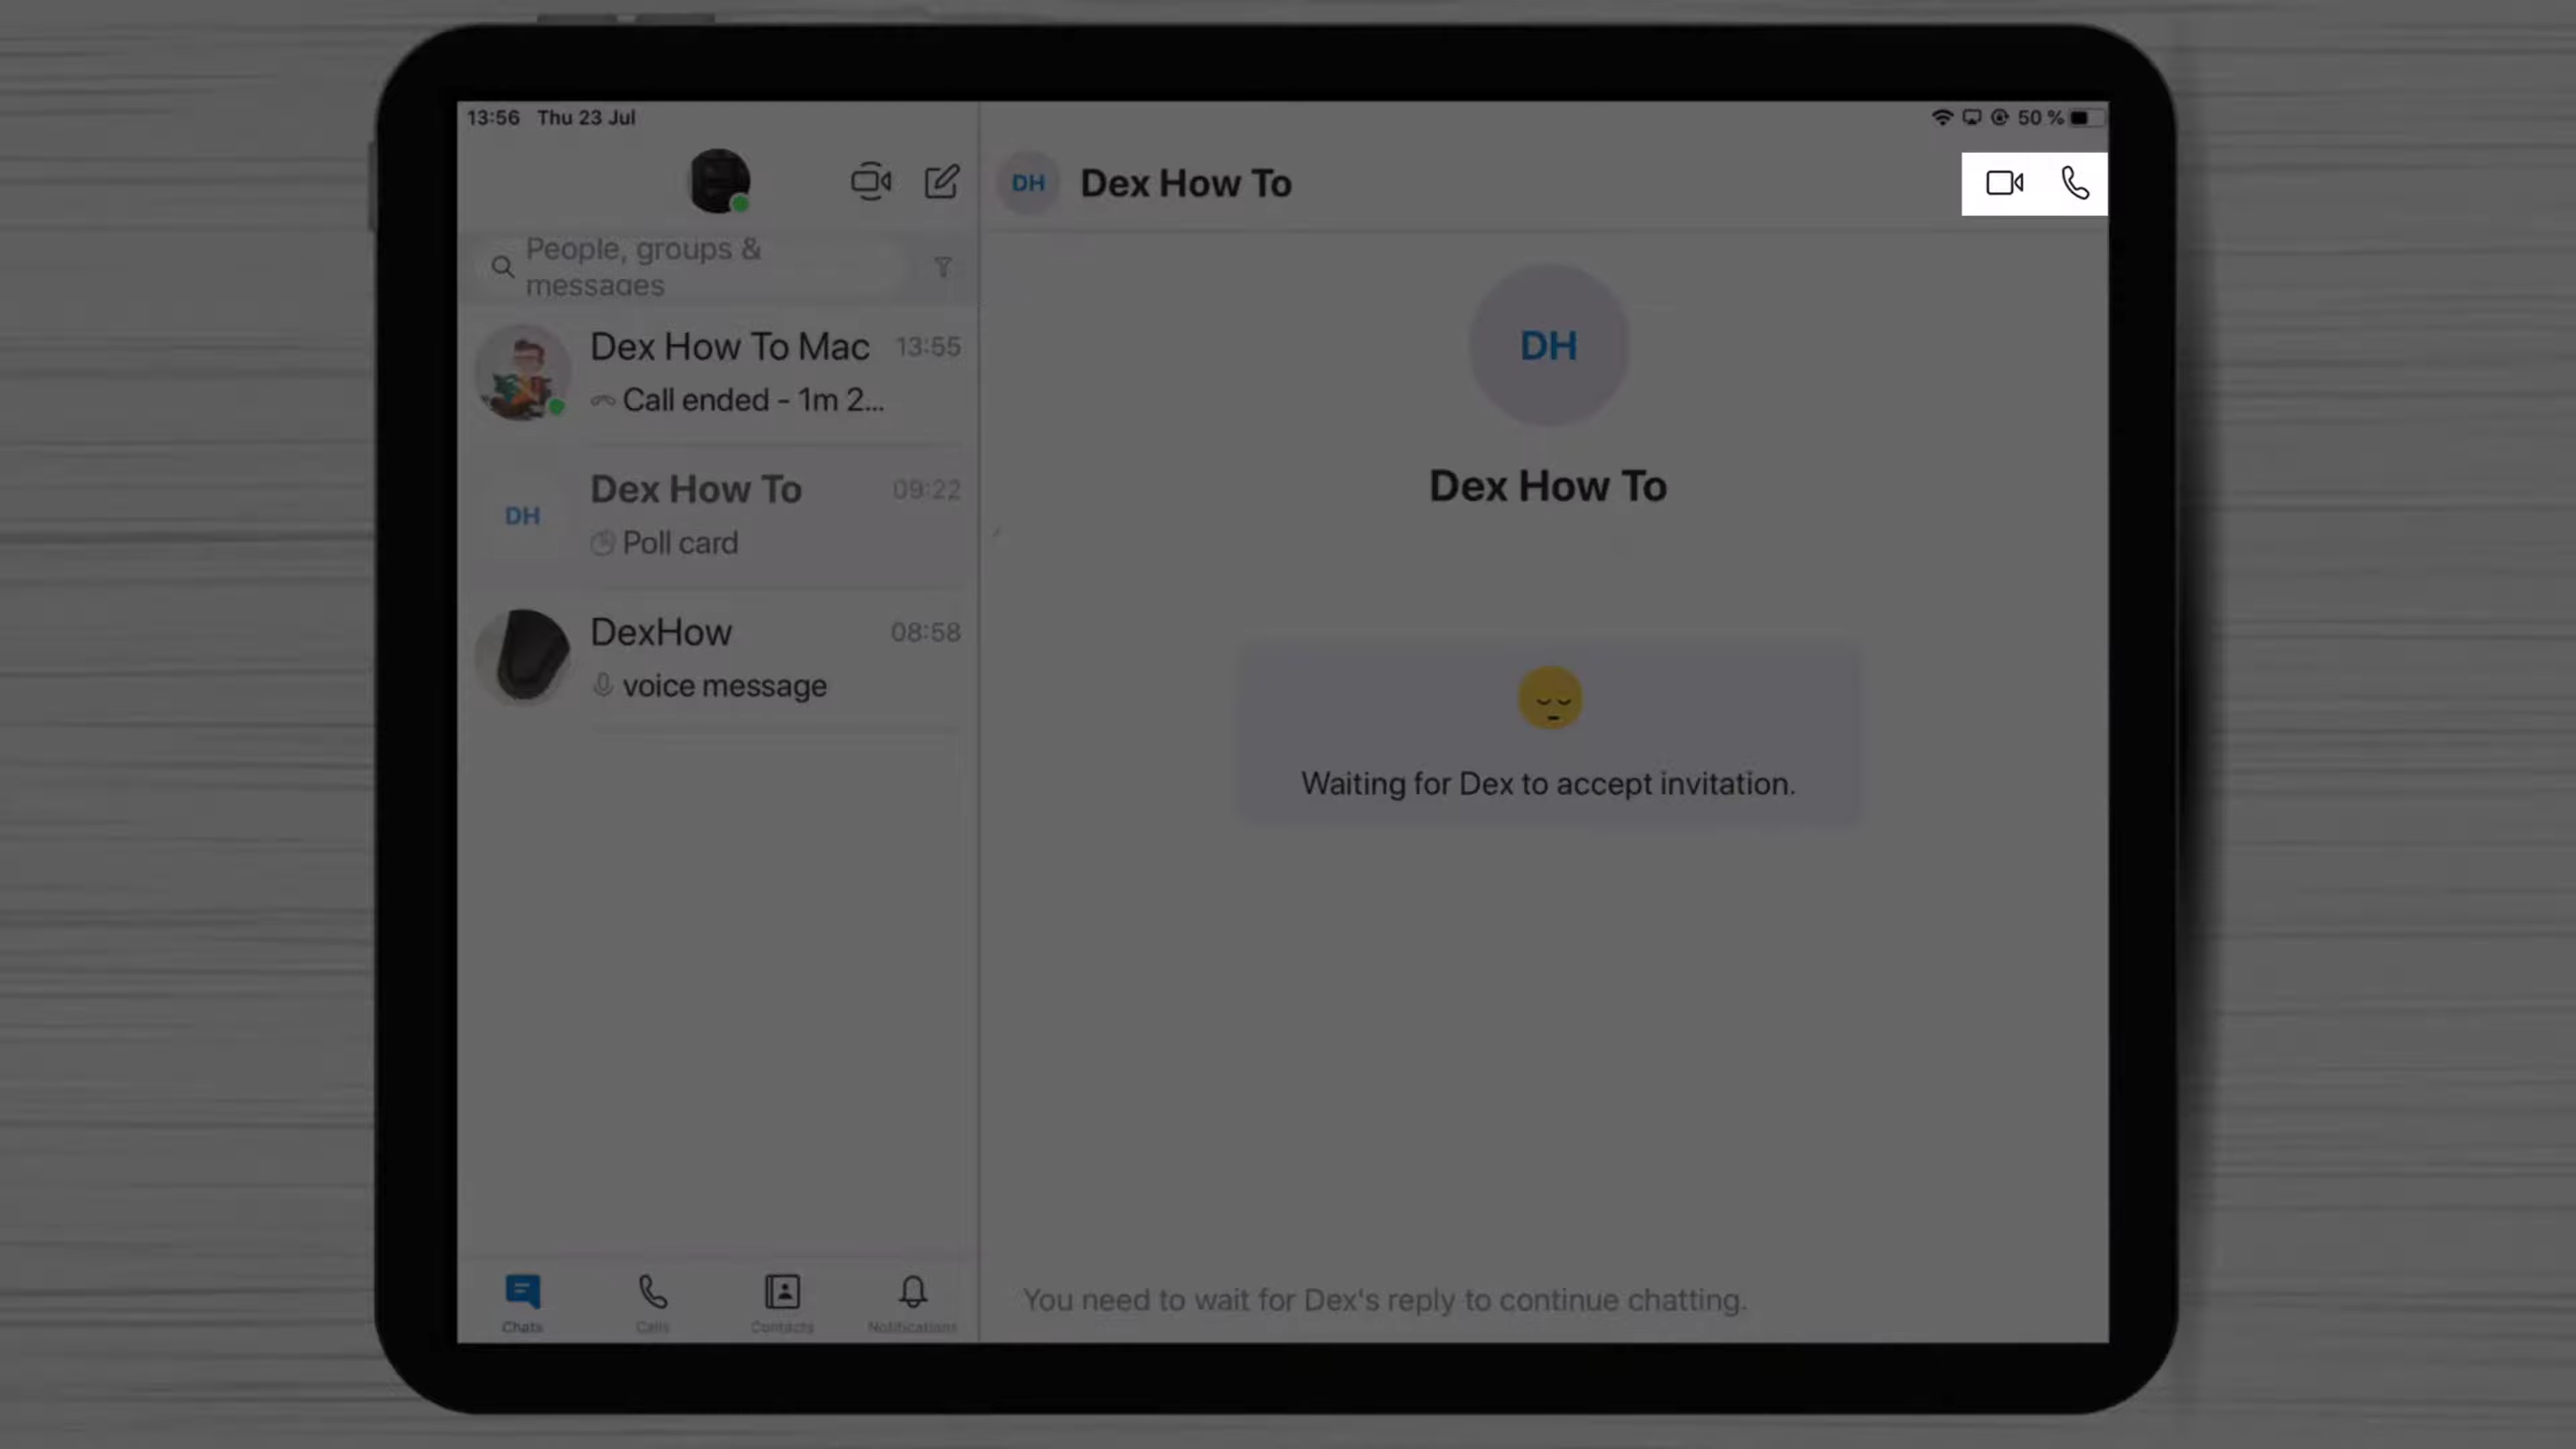 13:56 Thu 23 Jul
50 %
DH Dex How To
People, groups &
messages
Dex How To Mac 13:55
Call ended - 1m 2...
DH
Dex How To 09:22
Poll card
DexHow 08:58
voice message
Chats Calls Contacts Notifications
DH
Dex How To
Waiting for Dex to accept invitation.
You need to wait for Dex's reply to continue chatting.